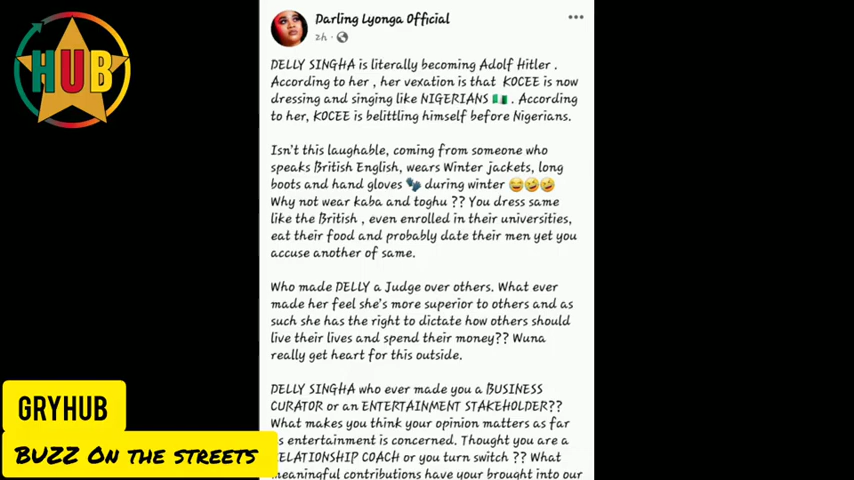 HUB
Darling Lyonga Official
2h ·
DELLY SINGHA is literally becoming Adolf Hitler .
According to her , her vexation is that KOCEE is now
dressing and singing like NIGERIANS 🇳🇬 . According
to her, KOCEE is belittling himself before Nigerians.
Isn't this laughable, coming from someone who
speaks British English, wears Winter jackets, long
boots and hand gloves 🧤 during winter 😂🤣🤣
Why not wear kaba and toghu ?? You dress same
like the British , even enrolled in their universities,
eat their food and probably date their men yet you
accuse another of same.
Who made DELLY a Judge over others. What ever
made her feel she's more superior to others and as
such she has the right to dictate how others should
live their lives and spend their money?? Wuna
really get heart for this outside.
DELLY SINGHA who ever made you a BUSINESS
CURATOR or an ENTERTAINMENT STAKEHOLDER??
What makes you think your opinion matters as far
entertainment is concerned. Thought you are a
COACH or you turn switch ?? What
meaningful contributions have your brought into our
GRYHUB
BUZZ On the streets